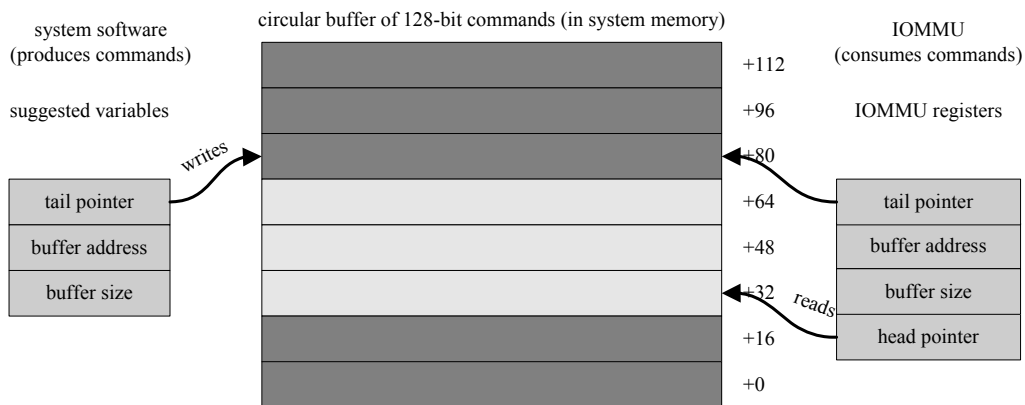 circular buffer of 128-bit commands (in system memory)
system software
(produces commands)
IOMMU
(consumes commands)
+112
suggested variables
+96
IOMMU registers
writes
+80
tail pointer
+64
tail pointer
buffer address
+48
buffer address
buffer size
+32
reads
buffer size
+16
head pointer
+0